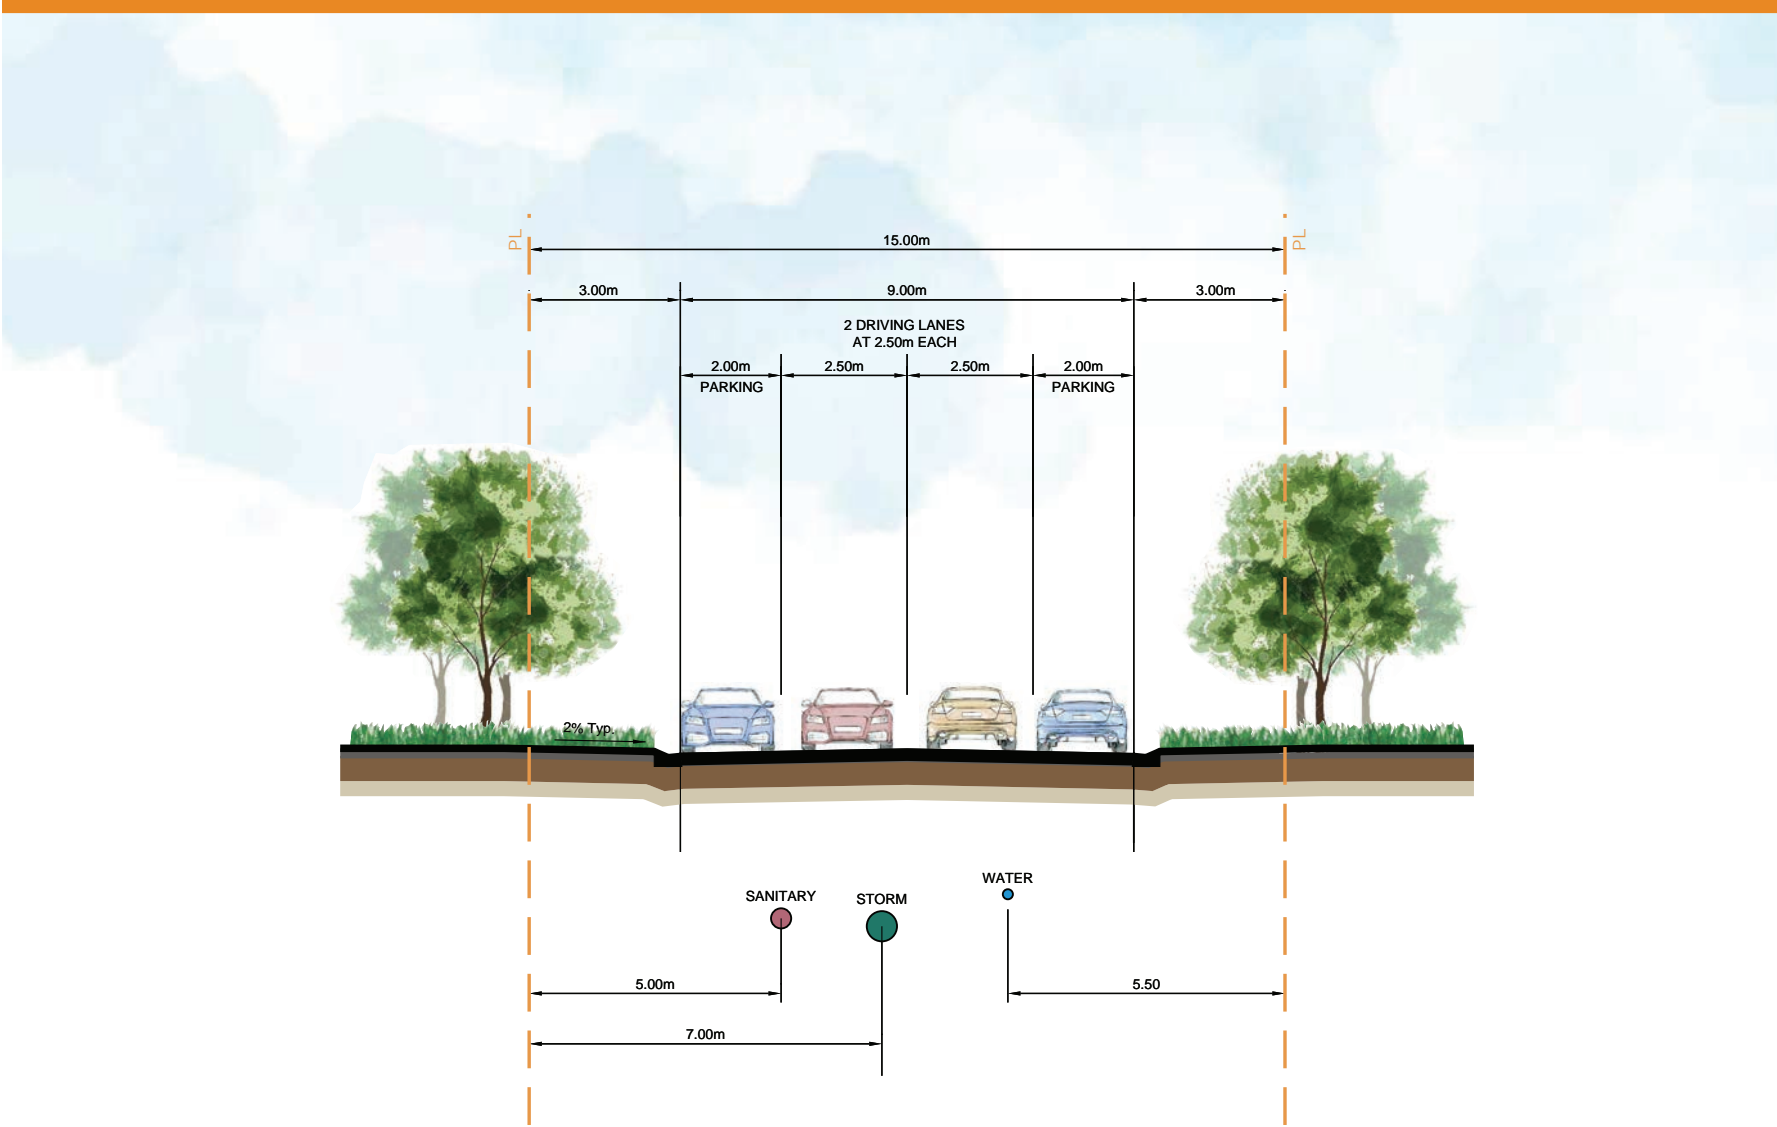 PL
15.00m
PL
3.00m
9.00m
3.00m
2 DRIVING LANES
AT 2.50m EACH
2.00m
2.50m
2.50m
2.00m
PARKING
PARKING
2% Typ.
WATER
SANITARY
STORM
5.00m
5.50
7.00m